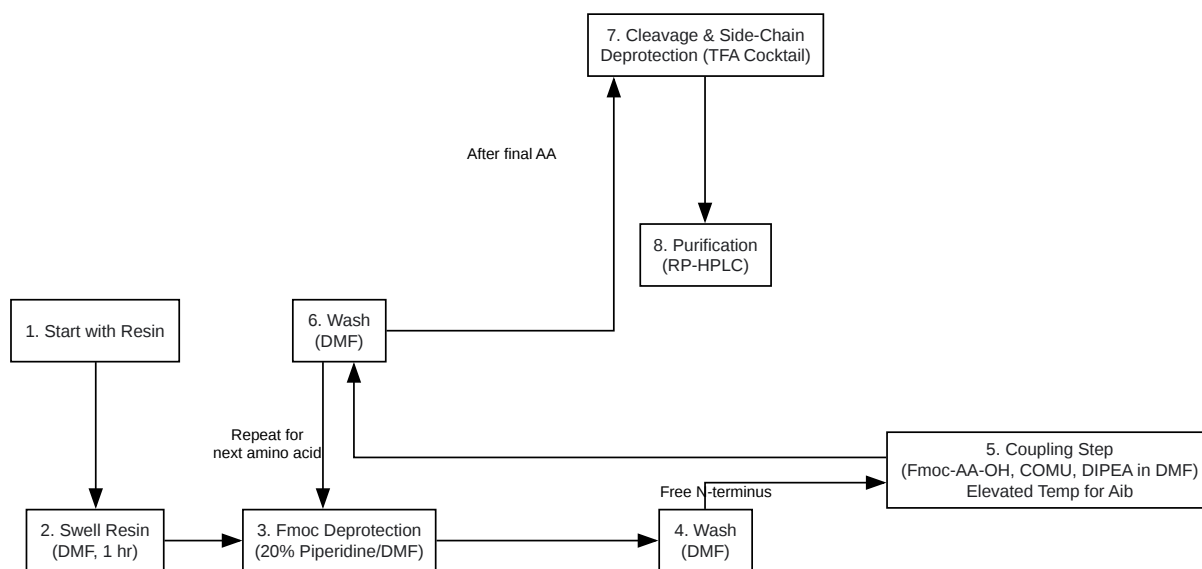 7. Cleavage & Side-Chain
Deprotection (TFA Cocktail)
After final AA
8. Purification
(RP-HPLC)
1. Start with Resin
6. Wash
(DMF)
Repeat for
next amino acid
5. Coupling Step
(Fmoc-AA-OH, COMU, DIPEA in DMF)
Elevated Temp for Aib
Free N-terminus
2. Swell Resin
(DMF, 1 hr)
3. Fmoc Deprotection
(20% Piperidine/DMF)
4. Wash
(DMF)